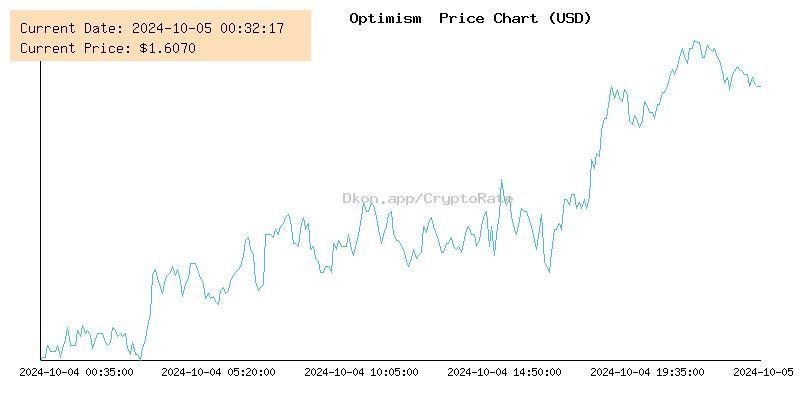 Optimism  Price Chart (USD)
Current Date: 2024-10-05 00:32:17
Current Price: $1.6070
Dkon.app/CryptoRate
2024-10-04 00:35:00 2024-10-04 05:20:00 2024-10-04 10:05:00 2024-10-04 14:50:00 2024-10-04 19:35:00 2024-10-05